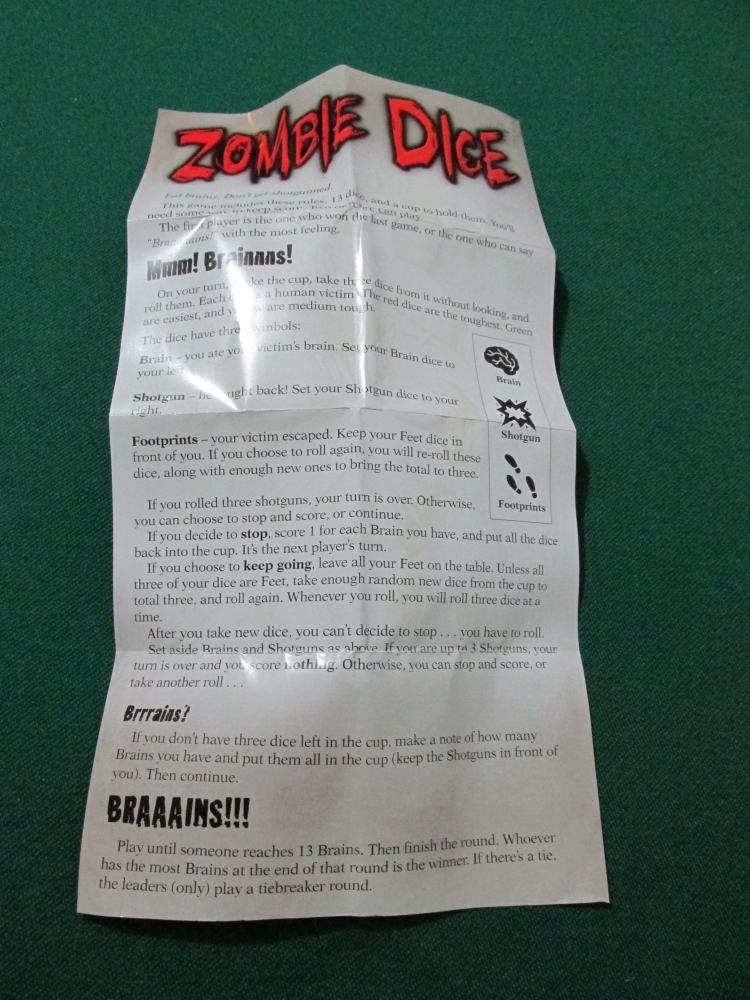 ZOMBIE DICE
Eat brains. Don't get shotgunned.
This game includes these rules, 13 dice, and a cup to hold them. You'll
need some way to keep score. Two or more can play.
The first player is the one who won the last game, or the one who can say
with the most feeling.
Mmm! Brainnns!
On your turn, the cup, take three dice from it without looking, and
roll them. Each a human victim. The red dice are the toughest. Green
are easiest, and are medium tough.
The dice have three symbols:
Brain – you ate your victim's brain. Set your Brain dice to
your left.
Shotgun – he fought back! Set your Shotgun dice to your
right.
Footprints – your victim escaped. Keep your Feet dice in
front of you. If you choose to roll again, you will re-roll these
dice, along with enough new ones to bring the total to three.
Brain
Shotgun
Footprints
If you rolled three shotguns, your turn is over. Otherwise,
you can choose to stop and score, or continue.
If you decide to stop, score 1 for each Brain you have, and put all the dice
back into the cup. It's the next player's turn.
If you choose to keep going, leave all your Feet on the table. Unless all
three of your dice are Feet, take enough random new dice from the cup to
total three, and roll again. Whenever you roll, you will roll three dice at a
time.
After you take new dice, you can't decide to stop . . . you have to roll.
Set aside Brains and Shotguns as above. If you are up to 3 Shotguns, your
turn is over and you score nothing. Otherwise, you can stop and score, or
take another roll . . .
Brrrains?
If you don't have three dice left in the cup, make a note of how many
Brains you have and put them all in the cup (keep the Shotguns in front of
you). Then continue.
BRAAAINS!!!
Play until someone reaches 13 Brains. Then finish the round. Whoever
has the most Brains at the end of that round is the winner. If there's a tie,
the leaders (only) play a tiebreaker round.